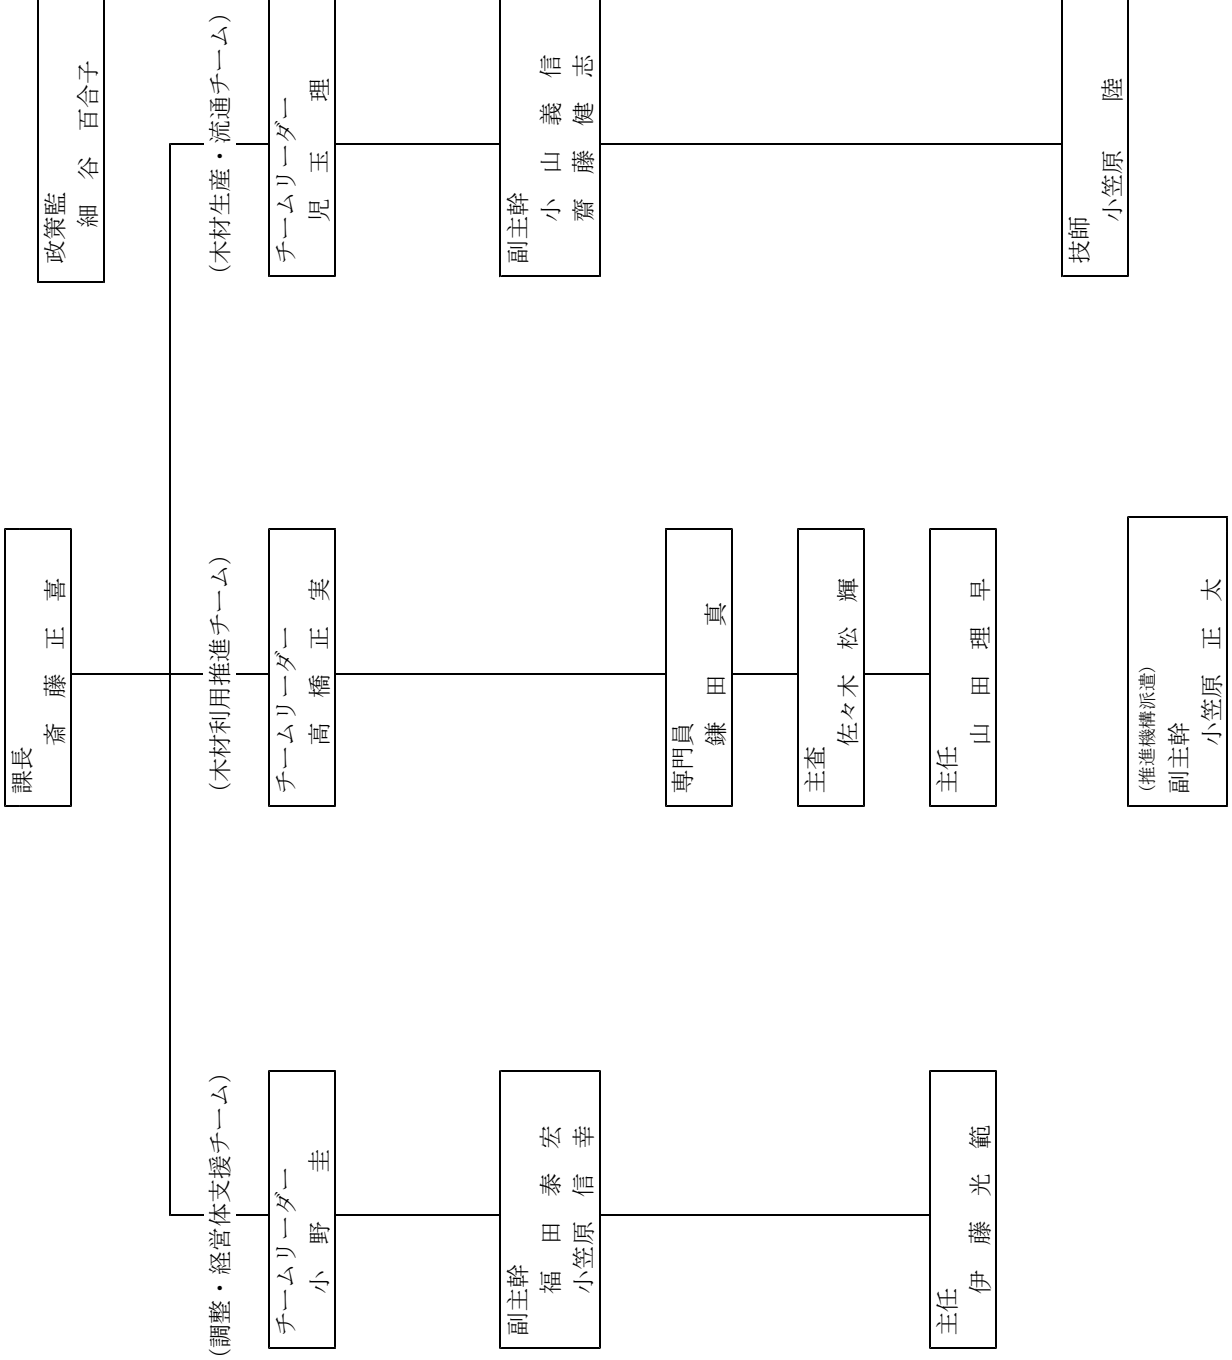 課長
斎藤正喜
政策監
細谷百合子
(調整・経営体支援チーム)
チームリーダー
小野圭
副主幹
福田泰宏
小笠原信幸
主任
伊藤光範
(木材利用推進チーム)
チームリーダー
高橋正実
専門員
鎌田真
主査
佐々木松輝
主任
山田理早
(推進機構派遣)
副主幹
小笠原正太
(木材生産・流通チーム)
チームリーダー
児玉理
副主幹
小山義信
齋藤健志
技師
小笠原陸